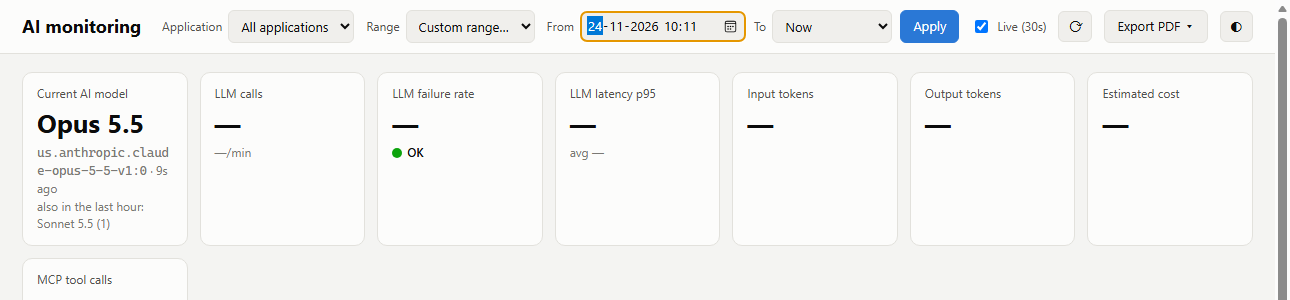 AI monitoring Application All applications Range Custom range... From 24-11-2026 10:11 To Now Apply Live (30s) Export PDF
Current AI model
Opus 5.5
us.anthropic.claud
e-opus-5-5-v1:0 · 9s
ago
also in the last hour:
Sonnet 5.5 (1)
LLM calls
—
—/min
LLM failure rate
—
OK
LLM latency p95
—
avg —
Input tokens
—
Output tokens
—
Estimated cost
—
MCP tool calls